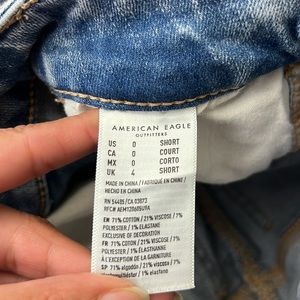 AMERICAN EAGLE
OUTFITTERS
US 0 SHORT
CA 0 COURT
MX 0 CORTO
UK 4 SHORT
MADE IN CHINA / FABRIQUÉ EN CHINE /
HECHO EN CHINA
RN 54485/CA 03873
RFC#
EN 71% COTTON/21% VISCOSE/7%
POLYESTER/1% ELASTANE
EXCLUSIVE OF DECORATION
FR 71% COTON/21% VISCOSE/7%
POLYESTER/1% ÉLASTHANNE
À L'EXCEPTION DE LA GARNITURE
SP 71% algodón/21% viscosa/7%
poliéster/1% elastano